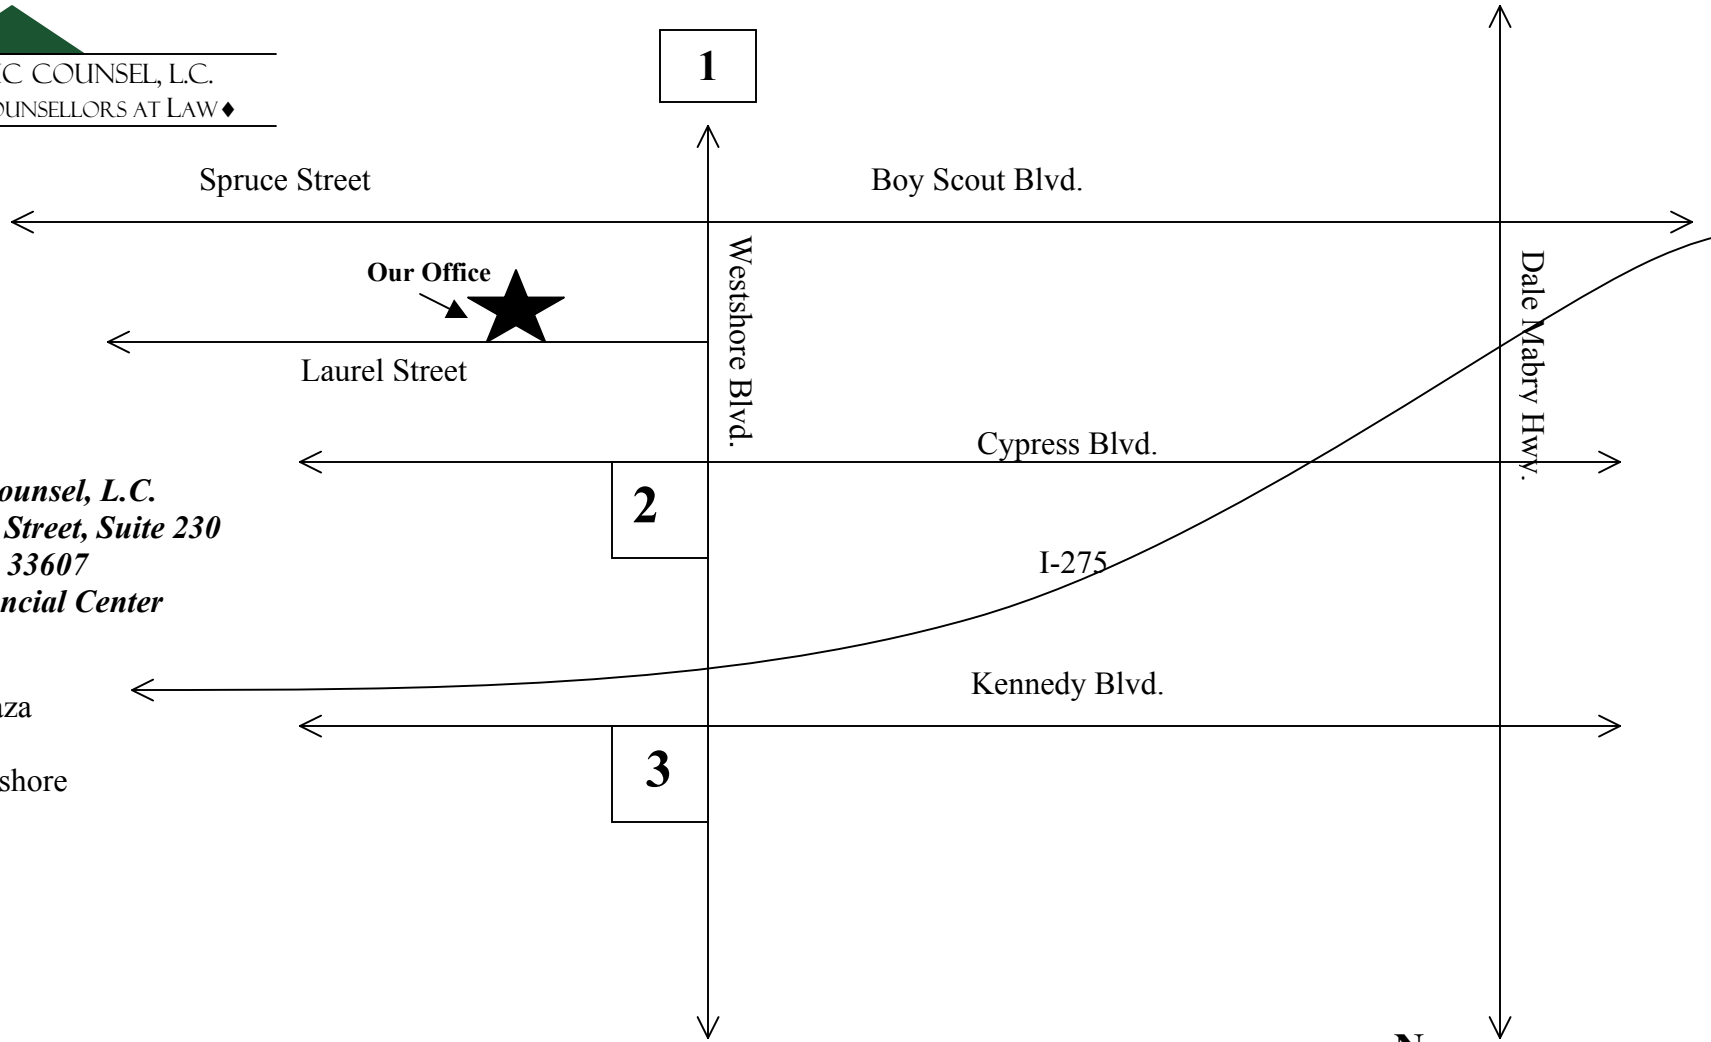 IC COUNSEL, L.C.
OUNSELLORS AT LAW♦
1
Spruce Street
Boy Scout Blvd.
Our Office
Westshore Blvd.
Dale Mabry Hwy.
Laurel Street
Cypress Blvd.
ounsel, L.C.
Street, Suite 230
33607
ncial Center
2
I-275
Kennedy Blvd.
aza
shore
3
N